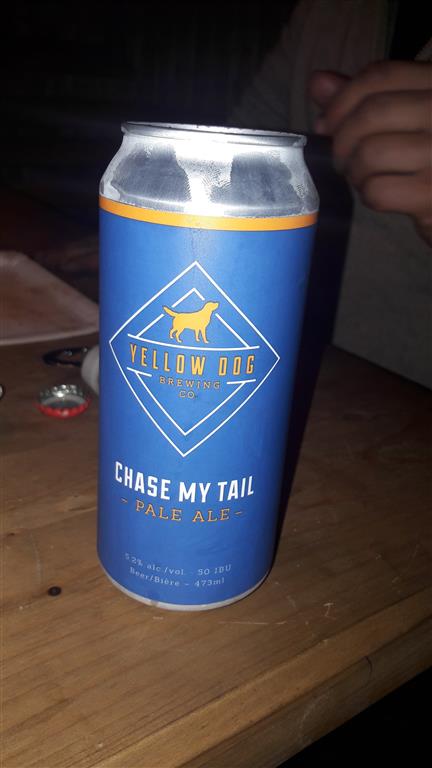 YELLOW DOG
BREWING
CO.
CHASE MY TAIL
- PALE ALE -
5.2% alc./vol. · 50 IBU
Beer/Bière - 473ml